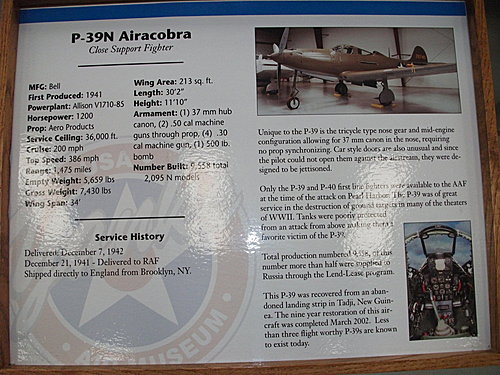 P-39N Airacobra
Close Support Fighter
MFG: Bell
First Produced: 1941
Powerplant: Allison V1710-85
Horsepower: 1200
Prop: Aero Products
Service Ceiling: 36,000 ft.
Cruise: 200 mph
Top Speed: 386 mph
Range: 1,475 miles
Empty Weight: 5,659 lbs
Gross Weight: 7,430 lbs
Wing Span: 34'
Wing Area: 213 sq. ft.
Length: 30'2"
Height: 11'10"
Armament: (1) 37 mm hub
canon, (2) .50 cal machine
guns through prop, (4) .30
cal machine gun, (1) 500 lb.
bomb
Number Built: 9,558 total
2,095 N models
Service History
Delivered: December 7, 1942
December 21, 1941 - Delivered to RAF
Shipped directly to England from Brooklyn, NY.
Unique to the P-39 is the tricycle type nose gear and mid-engine
configuration allowing for 37 mm canon in the nose, requiring
no prop synchronizing. Car style doors are also unusual and since
the pilot could not open them against the airstream, they were de-
signed to be jettisoned.
Only the P-39 and P-40 first line fighters were available to the AAF
at the time of the attack on Pearl Harbor. The P-39 was of great
service in the destruction of ground targets in many of the theaters
of WWII. Tanks were poorly protected
from an attack from above making them a
favorite victim of the P-39.
Total production numbered 9,558, of this
number more than half were supplied to
Russia through the Lend-Lease program.
This P-39 was recovered from an aban-
doned landing strip in Tadji, New Guin-
ea. The nine year restoration of this air-
craft was completed March 2002. Less
than three flight worthy P-39s are known
to exist today.
AIR MUSEUM